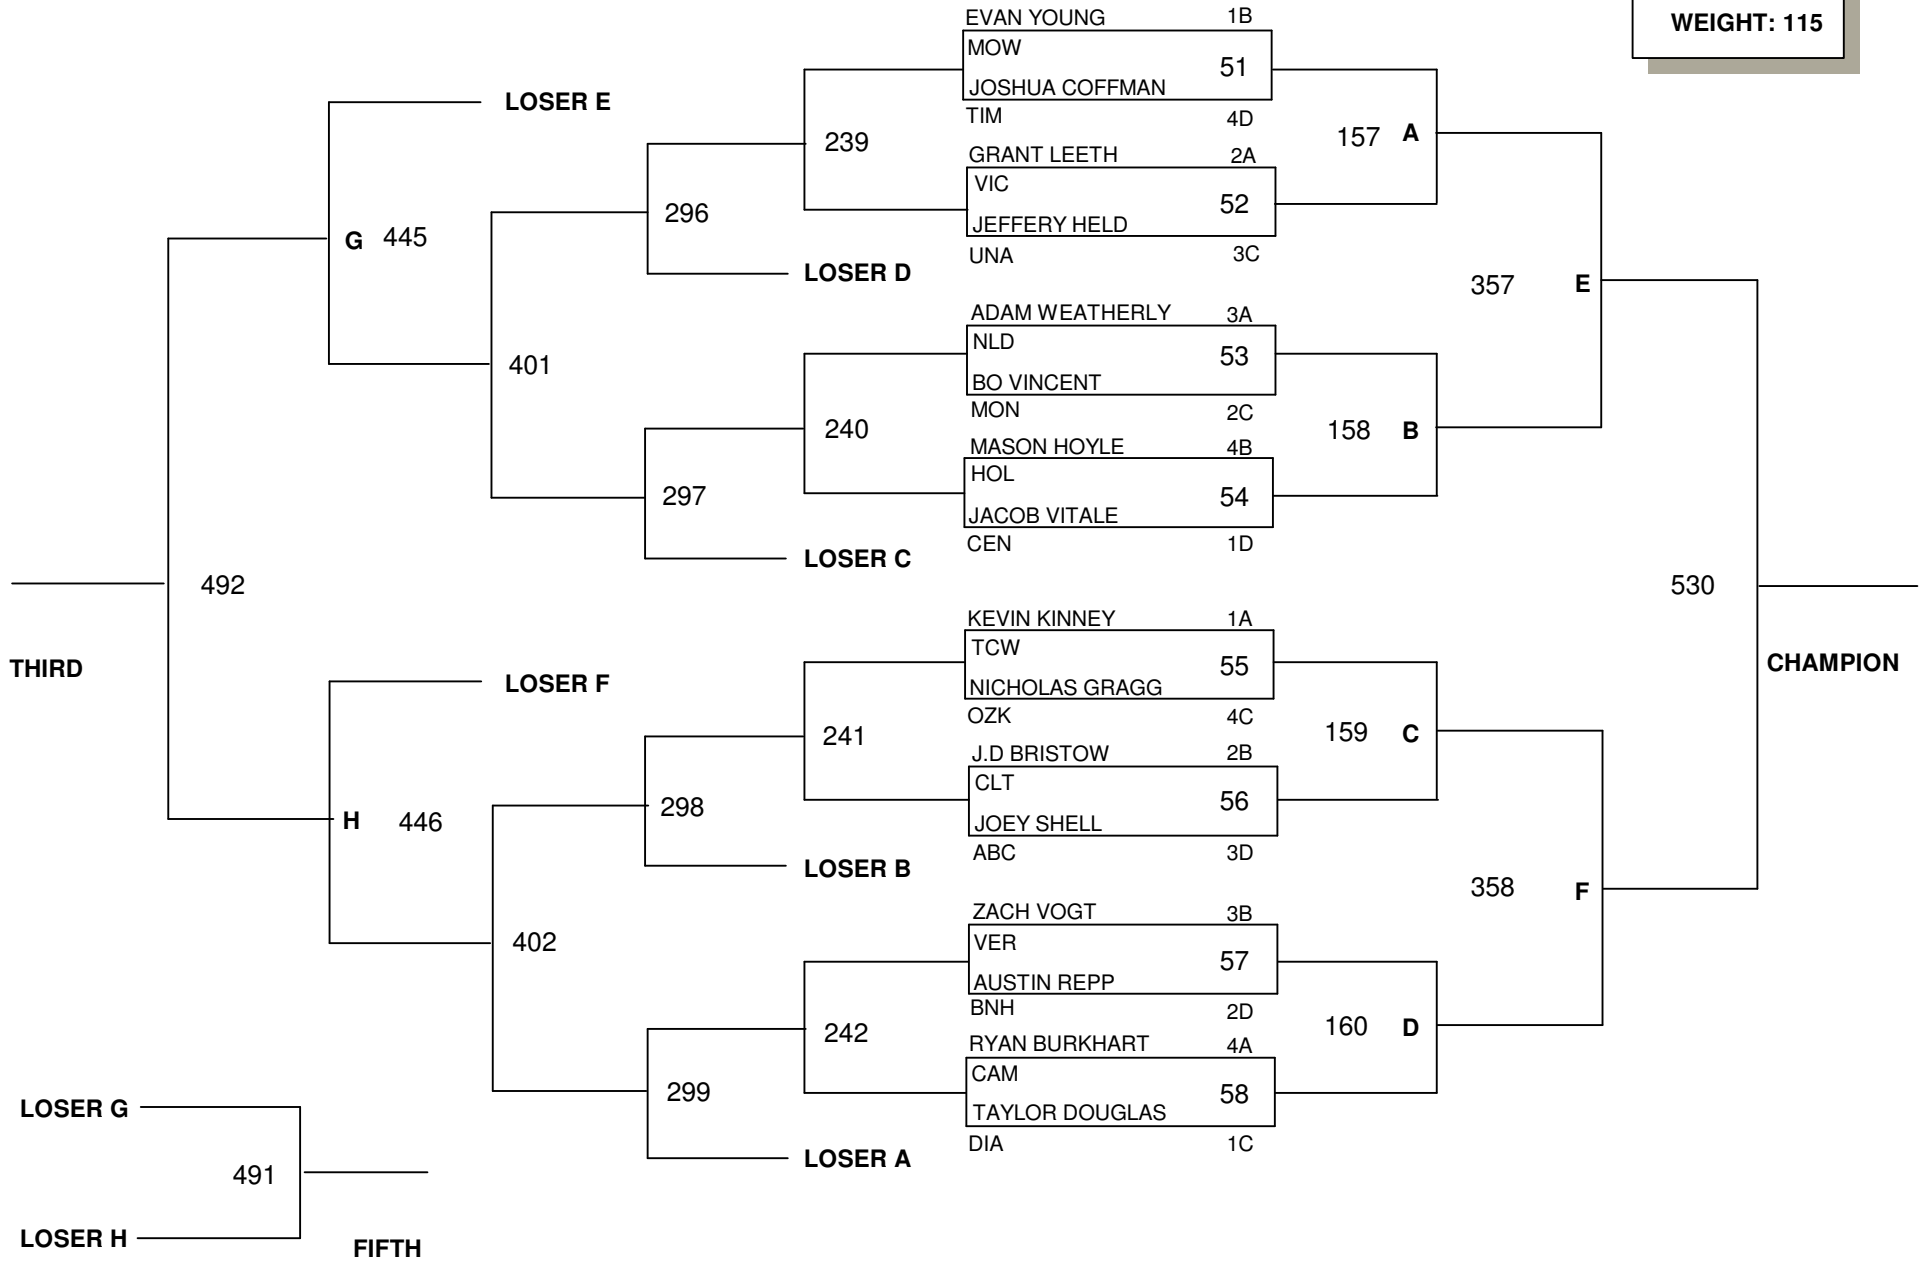 WEIGHT: 115
EVAN YOUNG 1B
MOW 51
JOSHUA COFFMAN
TIM 4D
GRANT LEETH 2A
VIC 52
JEFFERY HELD
UNA 3C
ADAM WEATHERLY 3A
NLD 53
BO VINCENT
MON 2C
MASON HOYLE 4B
HOL 54
JACOB VITALE
CEN 1D
KEVIN KINNEY 1A
TCW 55
NICHOLAS GRAGG
OZK 4C
J.D BRISTOW 2B
CLT 56
JOEY SHELL
ABC 3D
ZACH VOGT 3B
VER 57
AUSTIN REPP
BNH 2D
RYAN BURKHART 4A
CAM 58
TAYLOR DOUGLAS
DIA 1C
157 A
158 B
159 C
160 D
357 E
358 F
530
CHAMPION
239
240
241
242
296
LOSER D
297
LOSER C
298
LOSER B
299
LOSER A
401
402
LOSER E
G 445
LOSER F
H 446
492
THIRD
LOSER G
491
LOSER H
FIFTH